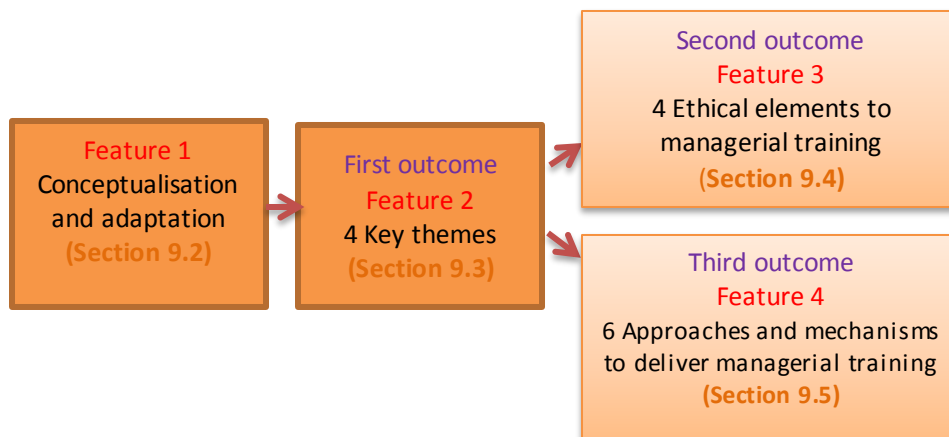 Feature 1
Conceptualisation
and adaptation
(Section 9.2)
First outcome
Feature 2
4 Key themes
(Section 9.3)
Second outcome
Feature 3
4 Ethical elements to
managerial training
(Section 9.4)
Third outcome
Feature 4
6 Approaches and mechanisms
to deliver managerial training
(Section 9.5)